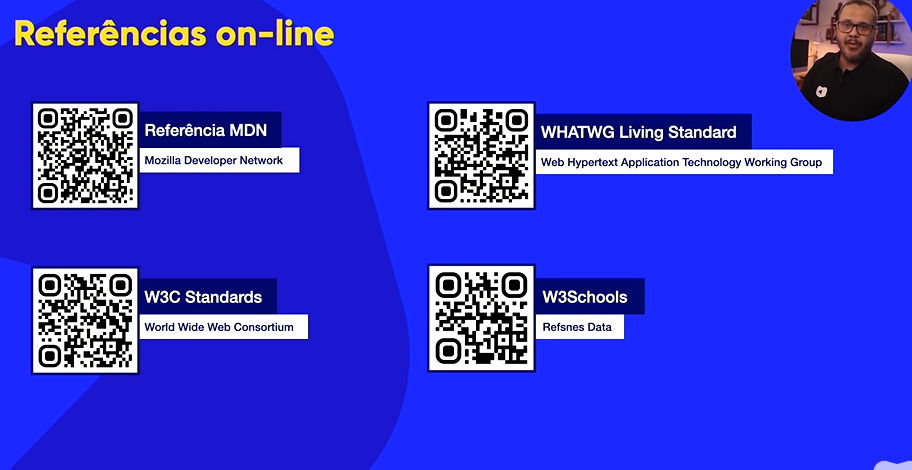 Referências on-line
Referência MDN
Mozilla Developer Network
WHATWG Living Standard
Web Hypertext Application Technology Working Group
W3C Standards
World Wide Web Consortium
W3Schools
Refsnes Data